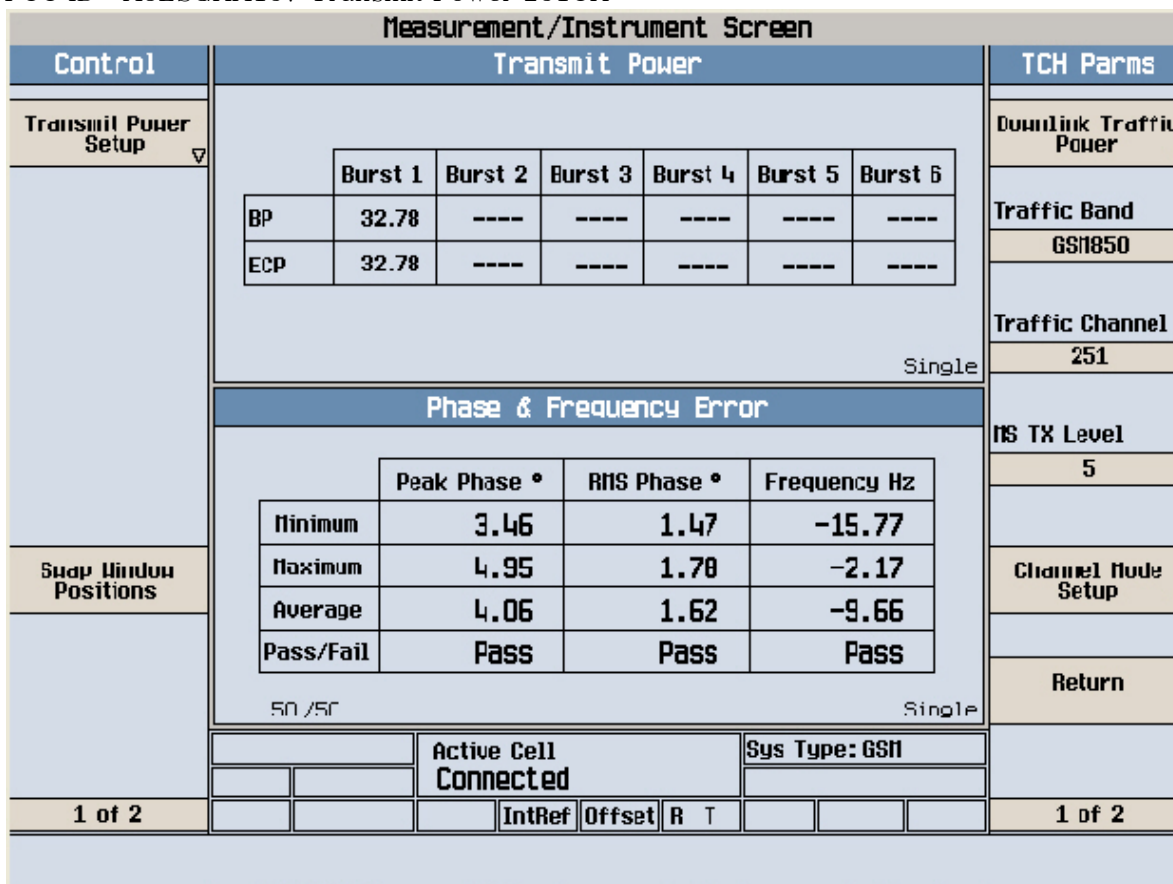 Measurement/Instrument Screen
Control
Transmit Power
TCH Parms
Transmit Power
Setup
Downlink Traffic
Power
Burst 1 Burst 2 Burst 3 Burst 4 Burst 5 Burst 6
BP 32.78 ---- ---- ---- ---- ----
ECP 32.78 ---- ---- ---- ---- ----
Traffic Band
GSM850
Traffic Channel
251
Single
Phase & Frequency Error
MS TX Level
5
Peak Phase ° RMS Phase ° Frequency Hz
Minimum 3.46 1.47 -15.77
Maximum 4.95 1.78 -2.17
Average 4.06 1.62 -9.66
Pass/Fail Pass Pass Pass
Swap Window
Positions
Channel Mode
Setup
Return
50/50
Single
Active Cell
Connected
Sys Type: GSM
1 of 2
IntRef Offset R T
1 of 2